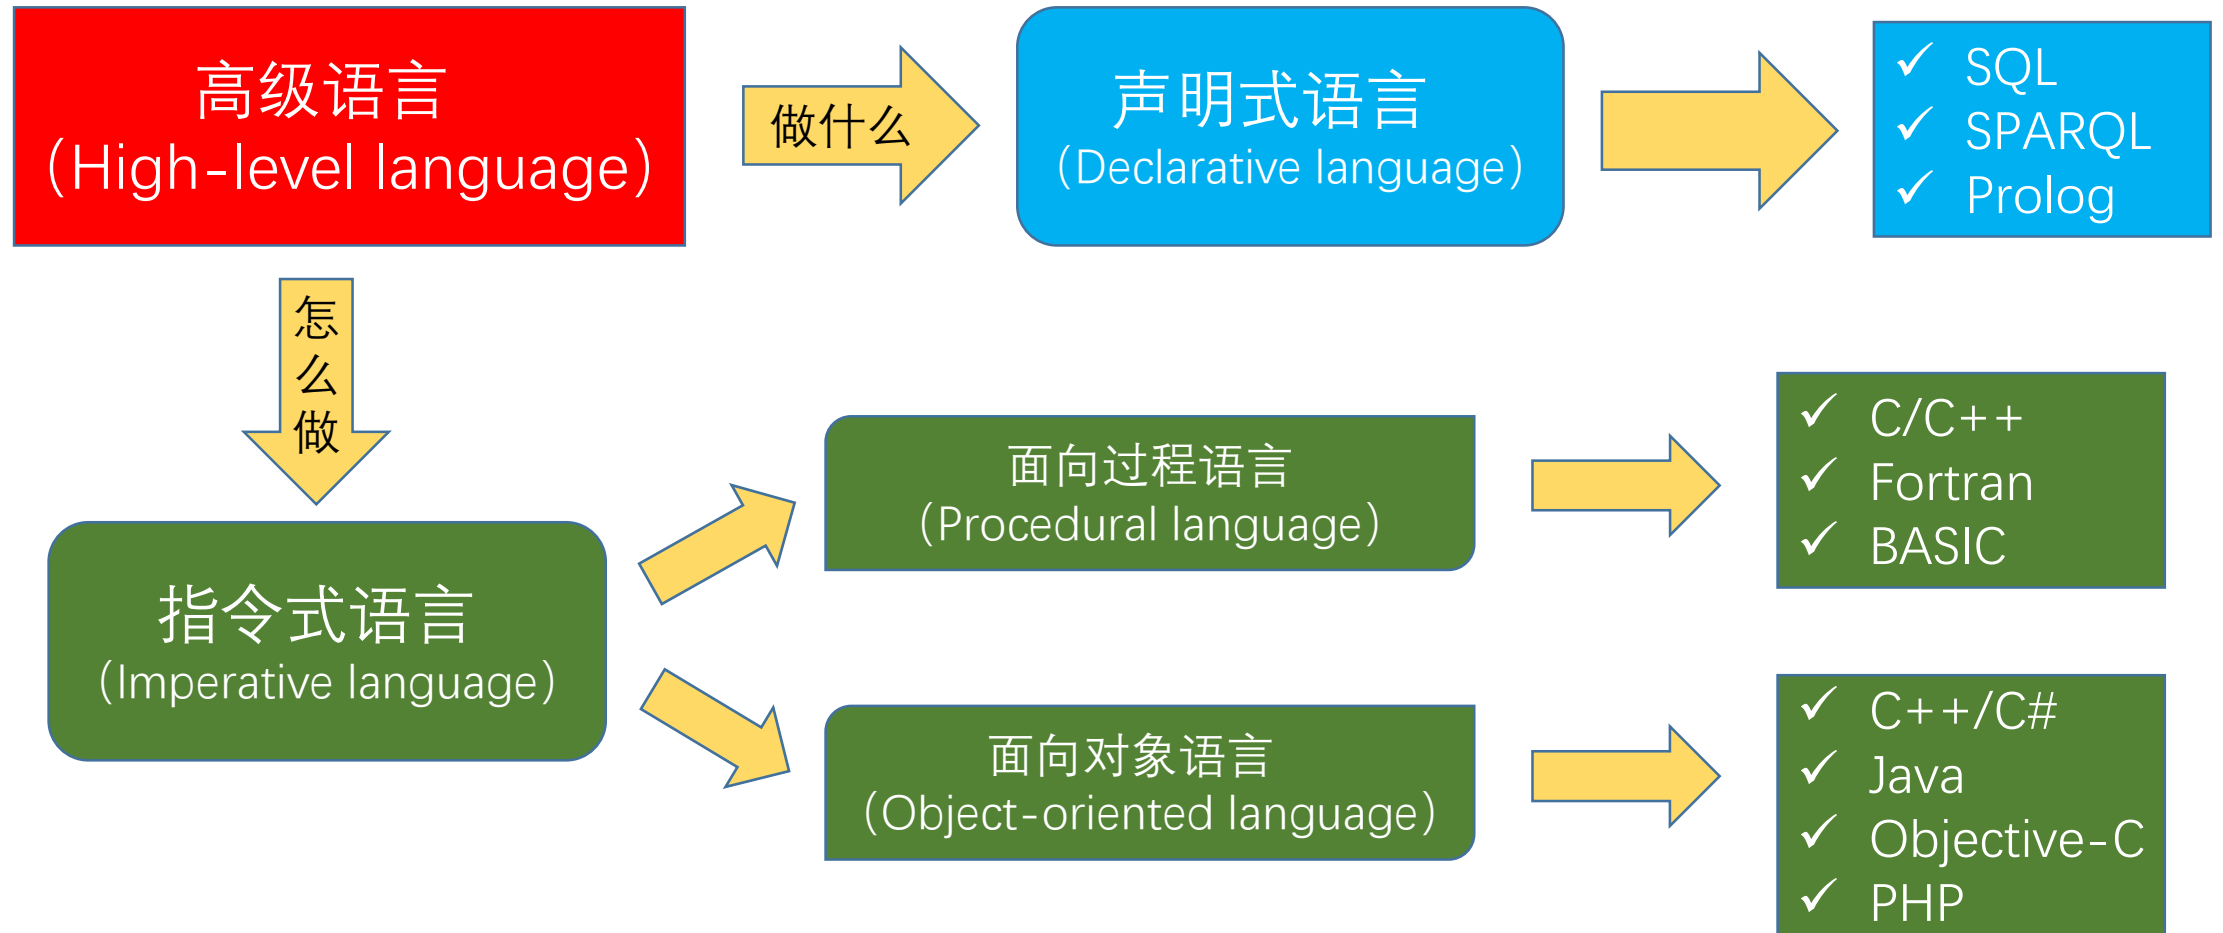 高级语言
（High-level language）
做什么
声明式语言
（Declarative language）
✓ SQL
✓ SPARQL
✓ Prolog
怎
么
做
指令式语言
（Imperative language）
面向过程语言
（Procedural language）
✓ C/C++
✓ Fortran
✓ BASIC
面向对象语言
（Object-oriented language）
✓ C++/C#
✓ Java
✓ Objective-C
✓ PHP